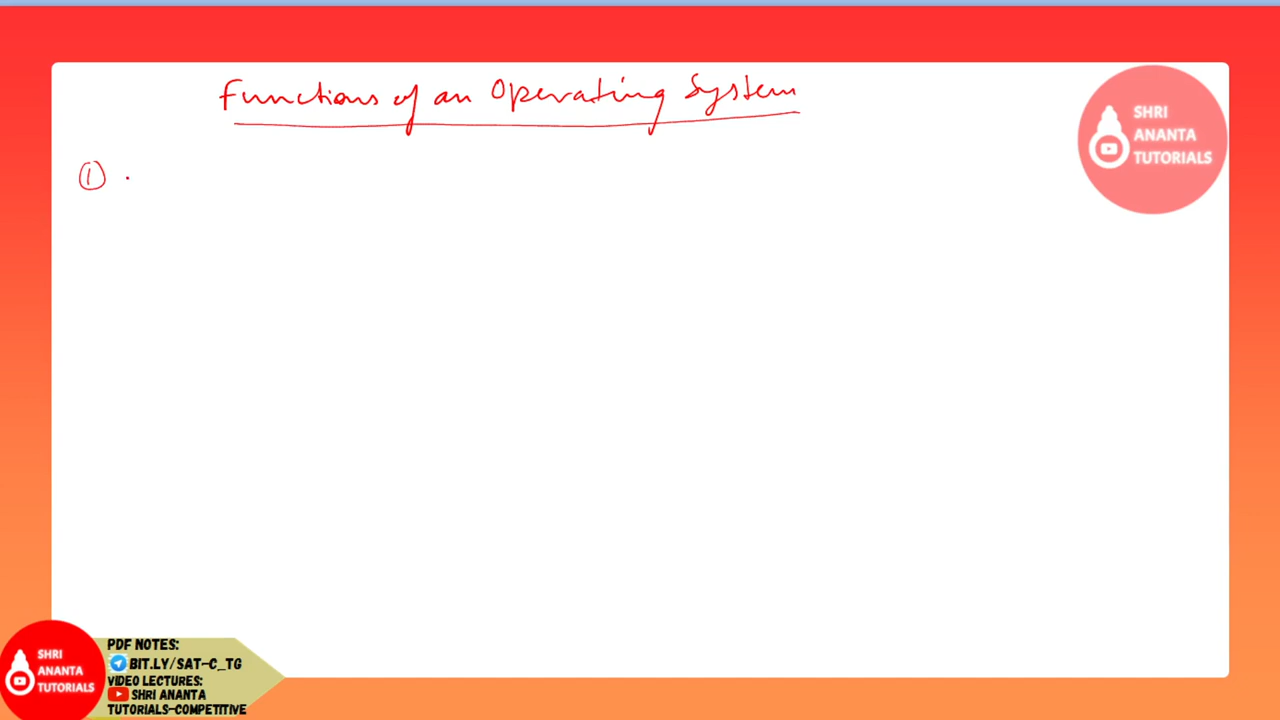 Functions of an Operating System
①
SHRI
ANANTA
TUTORIALS
SHRI
ANANTA
TUTORIALS
PDF NOTES:
BIT.LY/SAT-C_TG
VIDEO LECTURES:
SHRI ANANTA
TUTORIALS-COMPETITIVE